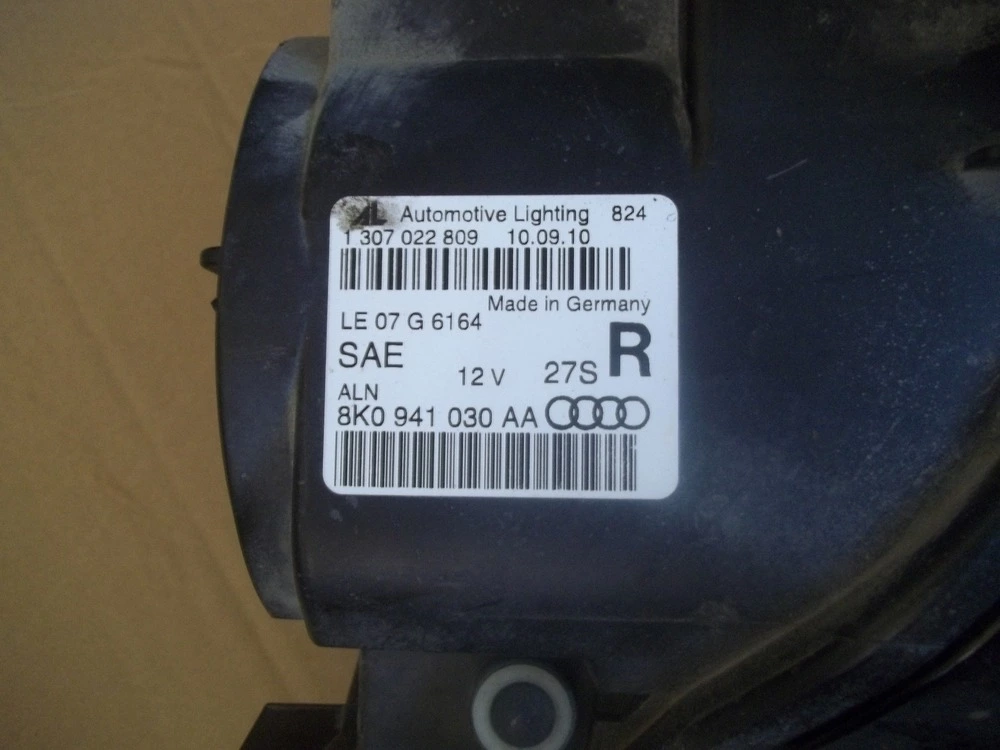 AL Automotive Lighting 824
1 307 022 809 10.09.10
Made in Germany
LE 07 G 6164
SAE 12 V 27S R
ALN
8K0 941 030 AA